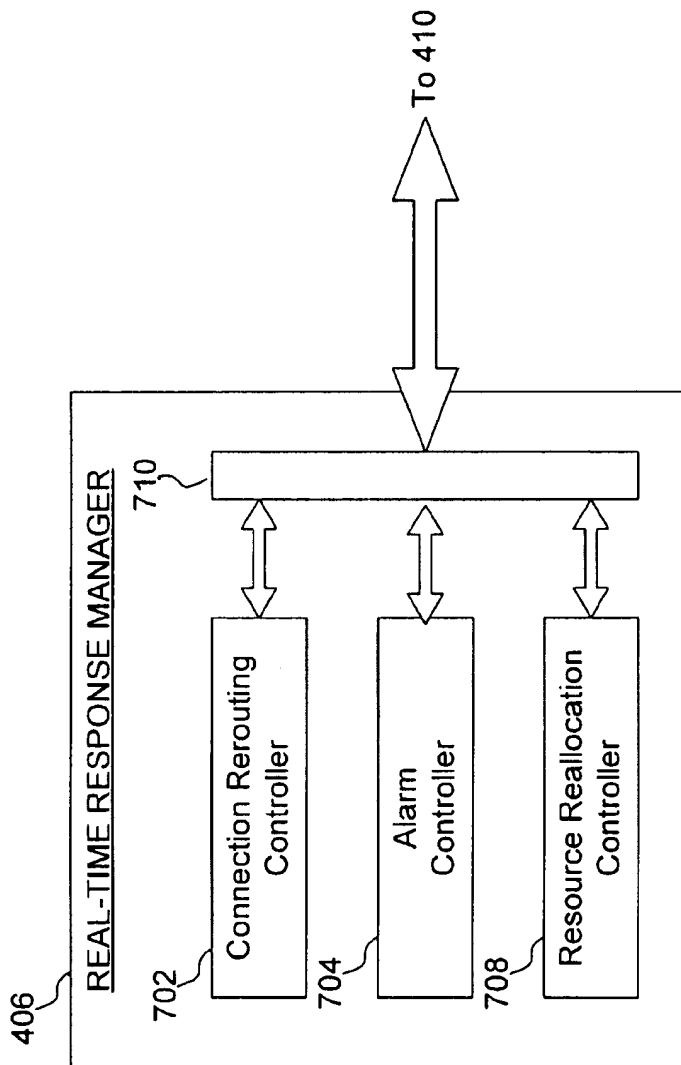 406
REAL-TIME RESPONSE MANAGER
702
Connection Rerouting
Controller
704
Alarm
Controller
708
Resource Reallocation
Controller
710
To 410